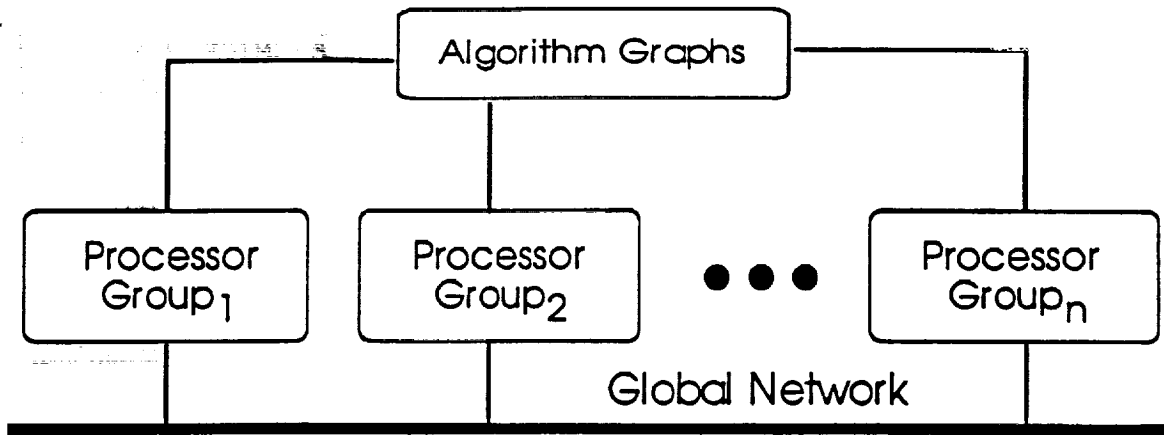 Algorithm Graphs
Processor
Group1
Processor
Group2
Processor
Groupn
Global Network